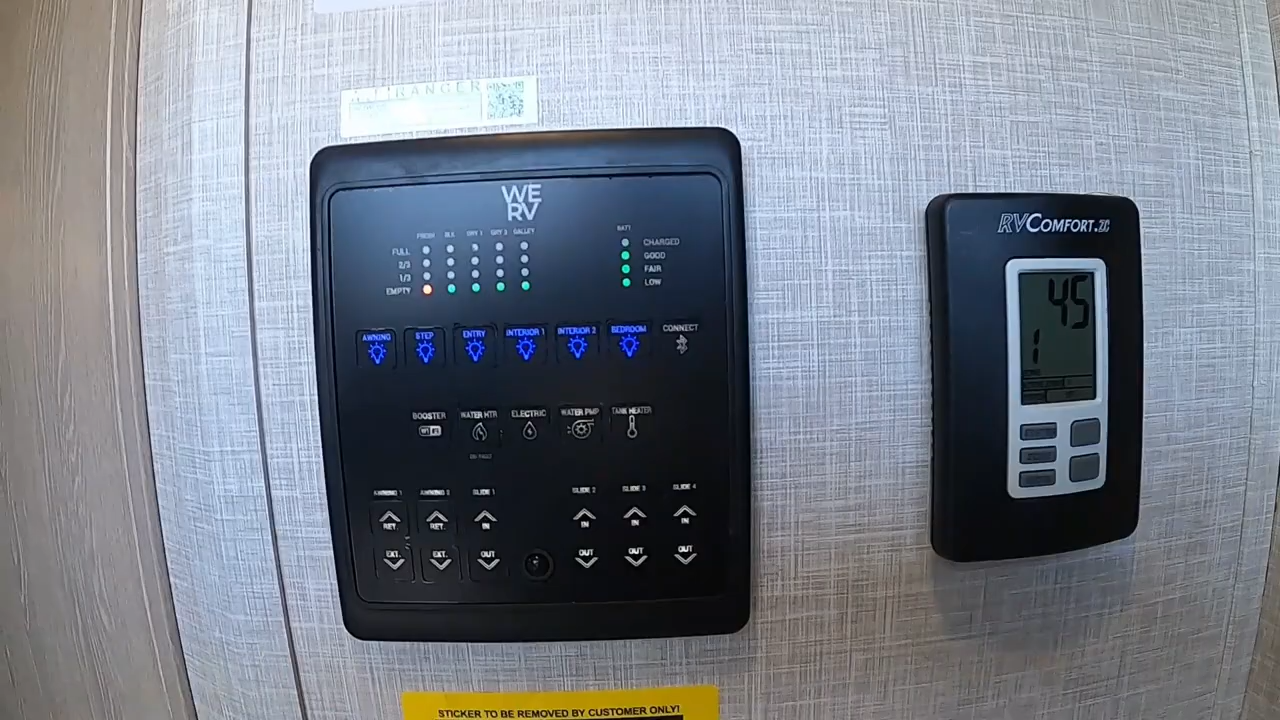 WE
RV
FRESH BLK GRY 1 GRY 2 GALLEY
FULL
2/3
1/3
EMPTY
BATT
CHARGED
GOOD
FAIR
LOW
AWNING STEP ENTRY INTERIOR 1 INTERIOR 2 BEDROOM CONNECT
BOOSTER WATER HTR ELECTRIC WATER PMP TANK HEATER
AWNING 1 AWNING 2 SLIDE 1 SLIDE 2 SLIDE 3 SLIDE 4
RET. RET. IN IN IN IN
EXT. EXT. OUT OUT OUT OUT
RVCOMFORT.ZC
45
1
STICKER TO BE REMOVED BY CUSTOMER ONLY!